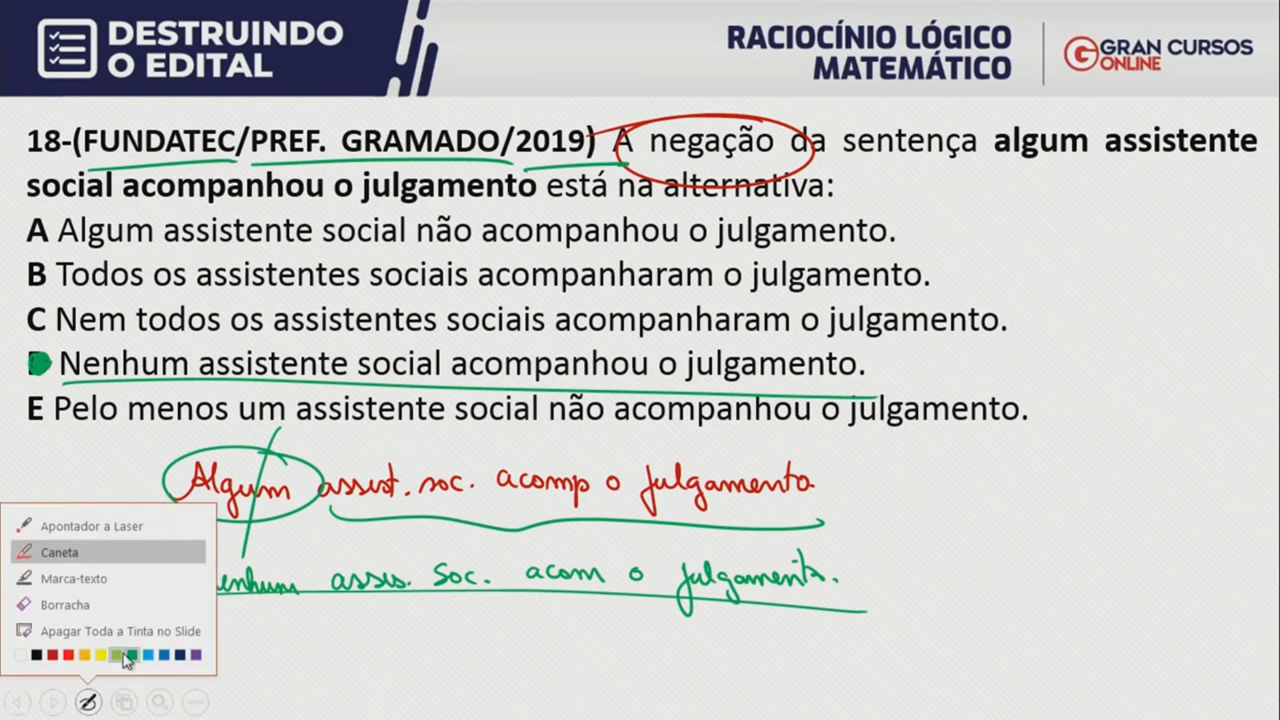 DESTRUINDO
O EDITAL
RACIOCÍNIO LÓGICO
MATEMÁTICO
GRAN CURSOS
ONLINE
18-(FUNDATEC/PREF. GRAMADO/2019) A negação da sentença algum assistente
social acompanhou o julgamento está na alternativa:
A Algum assistente social não acompanhou o julgamento.
B Todos os assistentes sociais acompanharam o julgamento.
C Nem todos os assistentes sociais acompanharam o julgamento.
Nenhum assistente social acompanhou o julgamento.
E Pelo menos um assistente social não acompanhou o julgamento.
Algum assist. soc. acomp o julgamento
enhum assis. soc. acom o julgamento.
Apontador a Laser
Caneta
Marca-texto
Borracha
Apagar Toda a Tinta no Slide